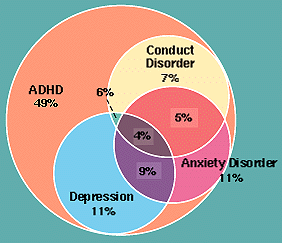 Conduct
Disorder
7%
ADHD
49%
6%
5%
4%
9%
Anxiety Disorder
11%
Depression
11%